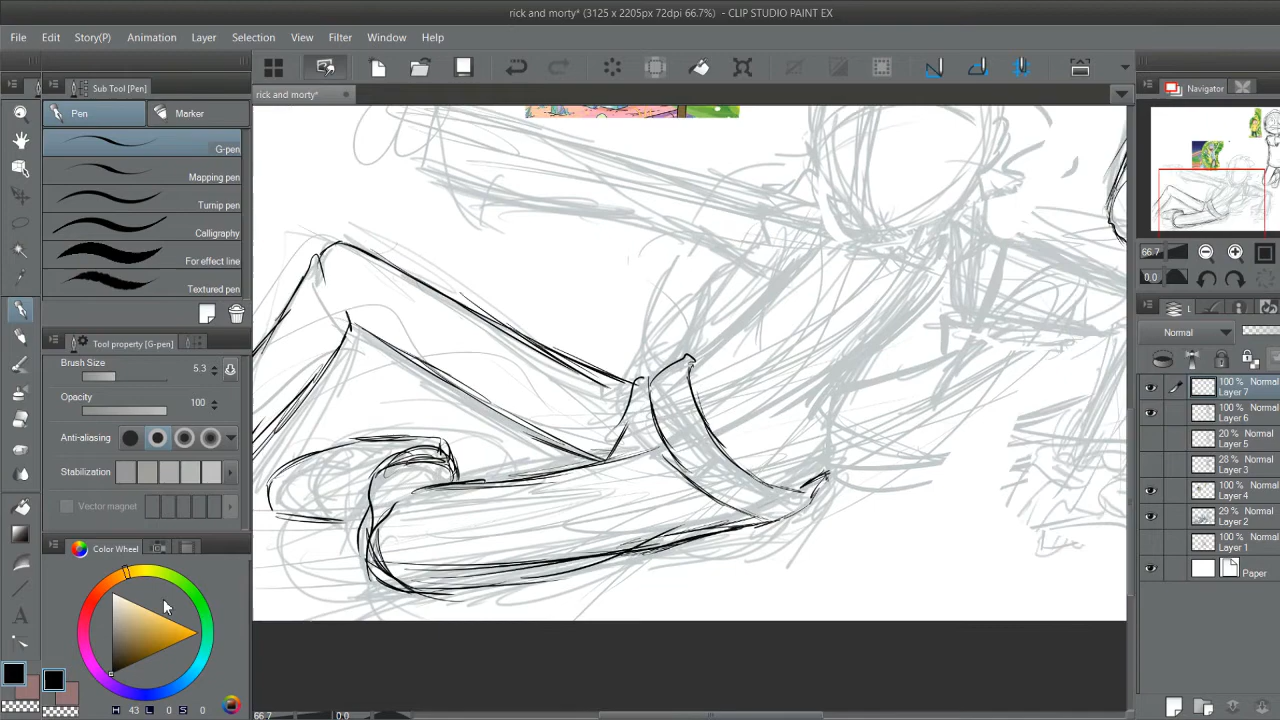 rick and morty* (3125 x 2205px 72dpi 66.7%) - CLIP STUDIO PAINT EX
File Edit Story(P) Animation Layer Selection View Filter Window Help
Sub Tool [Pen]
rick and morty*
Navigator
Pen Marker
G-pen
Mapping pen
Turnip pen
Calligraphy
For effect line
Textured pen
Tool property [G-pen]
Brush Size 5.3
Opacity 100
Anti-aliasing
Stabilization
Vector magnet
Color Wheel
H 43 L 0 S 0
66.7 0.0
66.7
0.0
L
Normal
100 % Normal
Layer 7
100 % Normal
Layer 6
20 % Normal
Layer 5
28 % Normal
Layer 3
100 % Normal
Layer 4
29 % Normal
Layer 2
100 % Normal
Layer 1
Paper